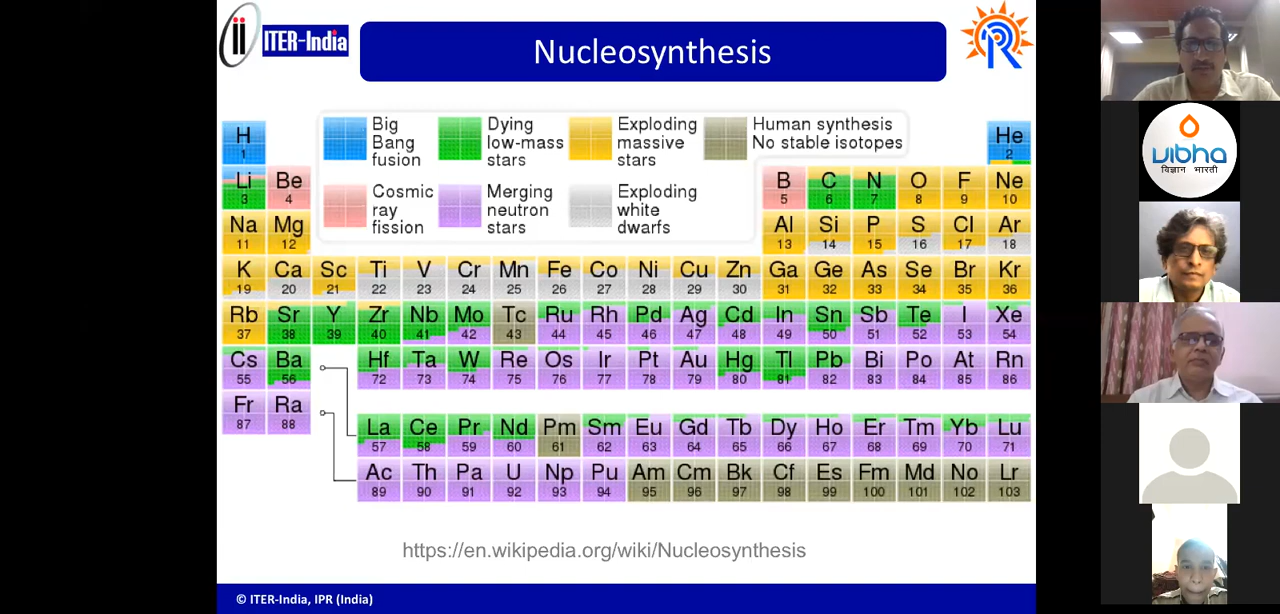 ITER-India
Nucleosynthesis
R
Big
Bang
fusion
Dying
low-mass
stars
Exploding
massive
stars
Human synthesis
No stable isotopes
Cosmic
ray
fission
Merging
neutron
stars
Exploding
white
dwarfs
H
1
He
2
Li
3
Be
4
B
5
C
6
N
7
O
8
F
9
Ne
10
Na
11
Mg
12
Al
13
Si
14
P
15
S
16
Cl
17
Ar
18
K
19
Ca
20
Sc
21
Ti
22
V
23
Cr
24
Mn
25
Fe
26
Co
27
Ni
28
Cu
29
Zn
30
Ga
31
Ge
32
As
33
Se
34
Br
35
Kr
36
Rb
37
Sr
38
Y
39
Zr
40
Nb
41
Mo
42
Tc
43
Ru
44
Rh
45
Pd
46
Ag
47
Cd
48
In
49
Sn
50
Sb
51
Te
52
I
53
Xe
54
Cs
55
Ba
56
Hf
72
Ta
73
W
74
Re
75
Os
76
Ir
77
Pt
78
Au
79
Hg
80
Tl
81
Pb
82
Bi
83
Po
84
At
85
Rn
86
Fr
87
Ra
88
La
57
Ce
58
Pr
59
Nd
60
Pm
61
Sm
62
Eu
63
Gd
64
Tb
65
Dy
66
Ho
67
Er
68
Tm
69
Yb
70
Lu
71
Ac
89
Th
90
Pa
91
U
92
Np
93
Pu
94
Am
95
Cm
96
Bk
97
Cf
98
Es
99
Fm
100
Md
101
No
102
Lr
103
https://en.wikipedia.org/wiki/Nucleosynthesis
© ITER-India, IPR (India)
vibha
विज्ञान भारती